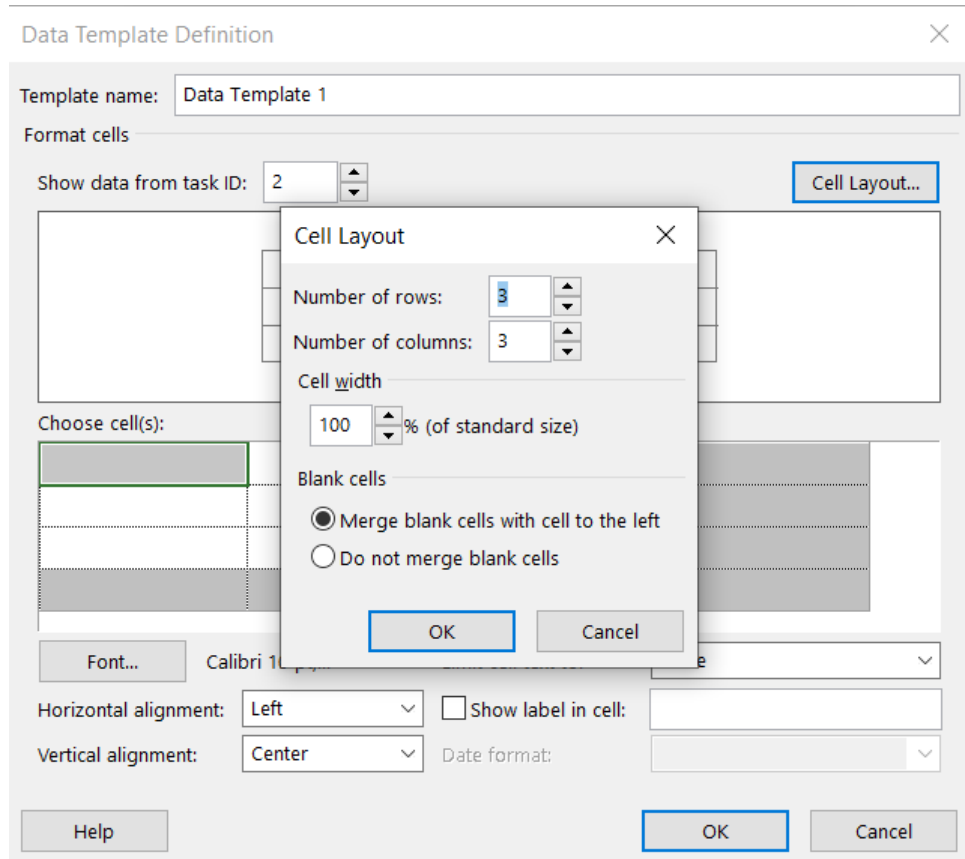 Data Template Definition
Template name: Data Template 1
Format cells
Show data from task ID: 2 Cell Layout...
Cell Layout
Number of rows: 3
Number of columns: 3
Cell width
100 % (of standard size)
Blank cells
Merge blank cells with cell to the left
Do not merge blank cells
OK Cancel
Choose cell(s):
Font... Calibri
Horizontal alignment: Left Show label in cell:
Vertical alignment: Center Date format:
Help OK Cancel